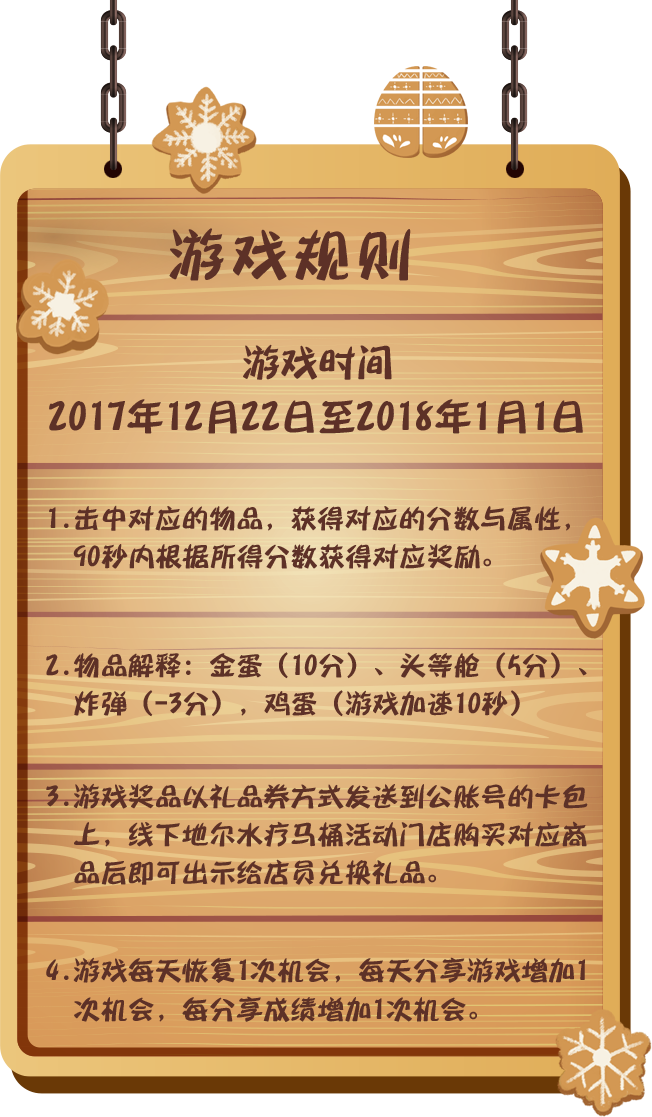 游戏规则
游戏时间
2017年12月22日至2018年1月1日
1.击中对应的物品，获得对应的分数与属性，
90秒内根据所得分数获得对应奖励。
2.物品解释：金蛋（10分）、头等舱（5分）、
炸弹（-3分），鸡蛋（游戏加速10秒）
3.游戏奖品以礼品券方式发送到公账号的卡包
上，线下地尔水疗马桶活动门店购买对应商
品后即可出示给店员兑换礼品。
4.游戏每天恢复1次机会，每天分享游戏增加1
次机会，每分享成绩增加1次机会。